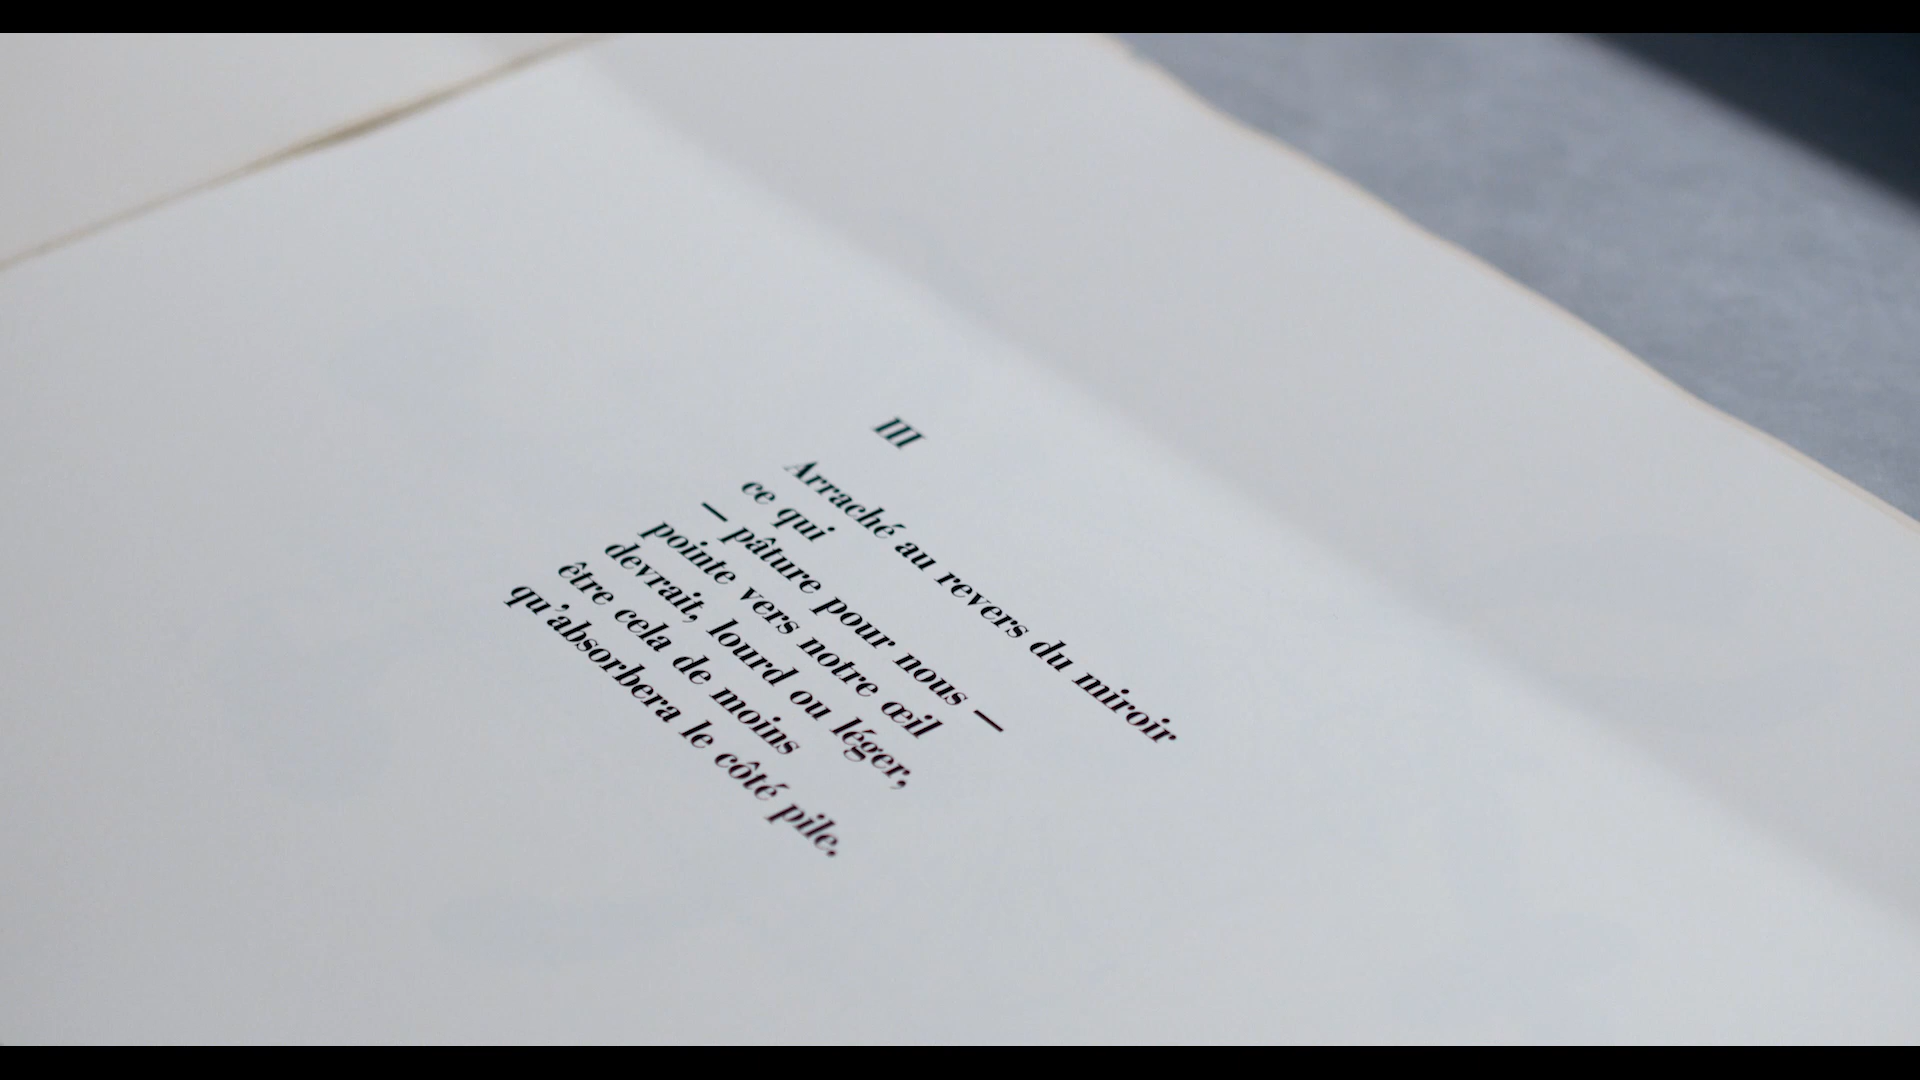 III
Arraché au revers du miroir
ce qui
— pâture pour nous —
pointe vers notre œil
devrait, lourd ou léger,
être cela de moins
qu'absorbera le côté pile.